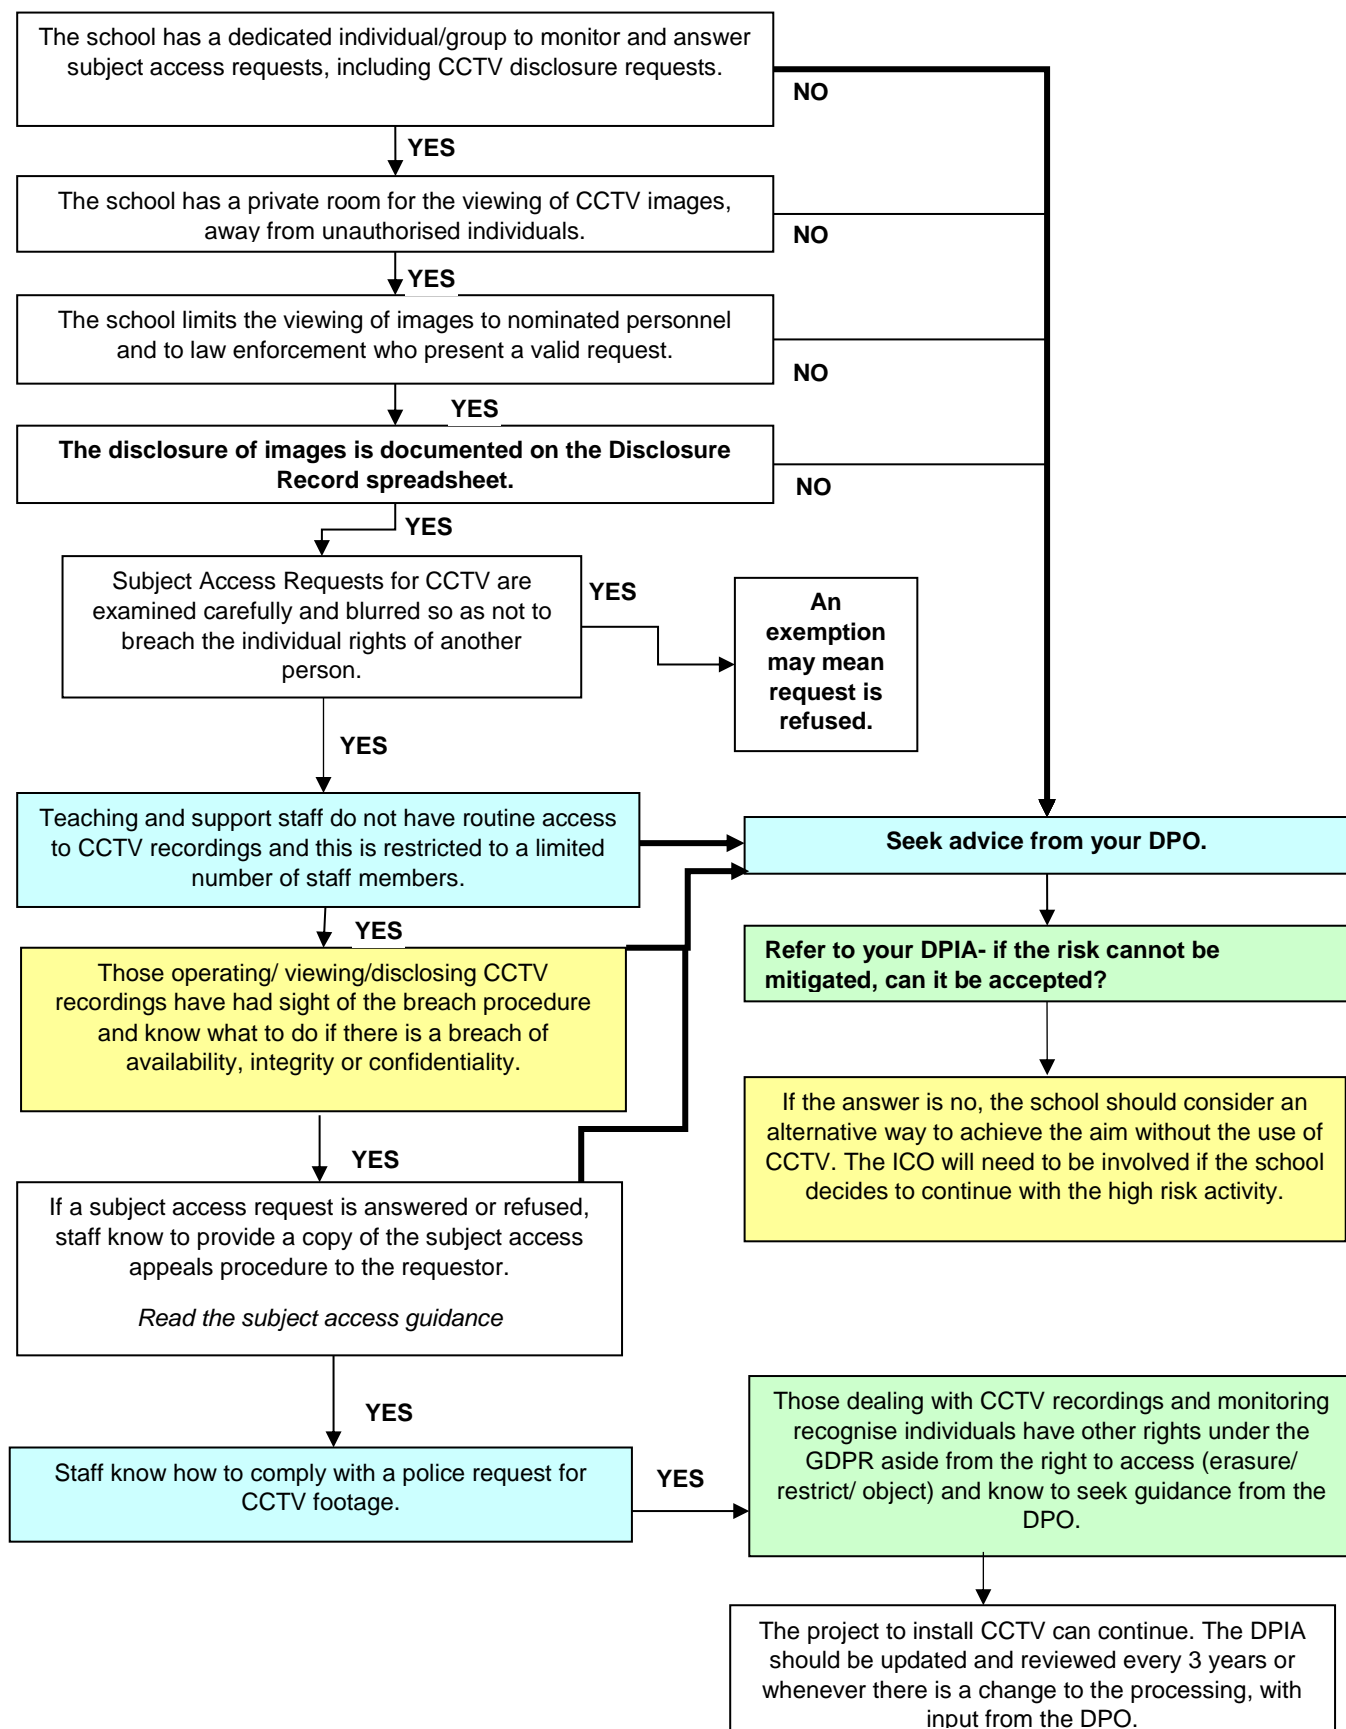 The school has a dedicated individual/group to monitor and answer
subject access requests, including CCTV disclosure requests.
NO
YES
The school has a private room for the viewing of CCTV images,
away from unauthorised individuals.
NO
YES
The school limits the viewing of images to nominated personnel
and to law enforcement who present a valid request.
NO
YES
The disclosure of images is documented on the Disclosure
Record spreadsheet.
NO
YES
Subject Access Requests for CCTV are
examined carefully and blurred so as not to
breach the individual rights of another
person.
YES
An
exemption
may mean
request is
refused.
YES
Teaching and support staff do not have routine access
to CCTV recordings and this is restricted to a limited
number of staff members.
Seek advice from your DPO.
YES
Refer to your DPIA- if the risk cannot be
mitigated, can it be accepted?
Those operating/ viewing/disclosing CCTV
recordings have had sight of the breach procedure
and know what to do if there is a breach of
availability, integrity or confidentiality.
If the answer is no, the school should consider an
alternative way to achieve the aim without the use of
CCTV. The ICO will need to be involved if the school
decides to continue with the high risk activity.
YES
If a subject access request is answered or refused,
staff know to provide a copy of the subject access
appeals procedure to the requestor.
Read the subject access guidance
YES
Staff know how to comply with a police request for
CCTV footage.
YES
Those dealing with CCTV recordings and monitoring
recognise individuals have other rights under the
GDPR aside from the right to access (erasure/
restrict/ object) and know to seek guidance from the
DPO.
The project to install CCTV can continue. The DPIA
should be updated and reviewed every 3 years or
whenever there is a change to the processing, with
input from the DPO.